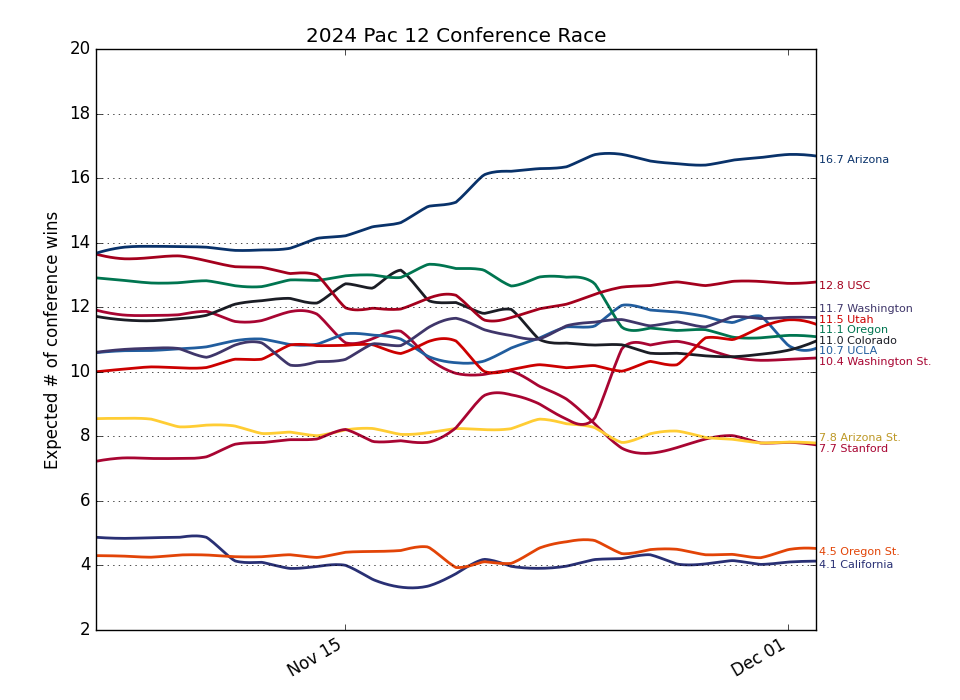 2024 Pac 12 Conference Race
Expected # of conference wins
20
18
16
14
12
10
8
6
4
2
Nov 15
Dec 01
16.7 Arizona
12.8 USC
11.7 Washington
11.5 Utah
11.1 Oregon
11.0 Colorado
10.7 UCLA
10.4 Washington St.
7.8 Arizona St.
7.7 Stanford
4.5 Oregon St.
4.1 California